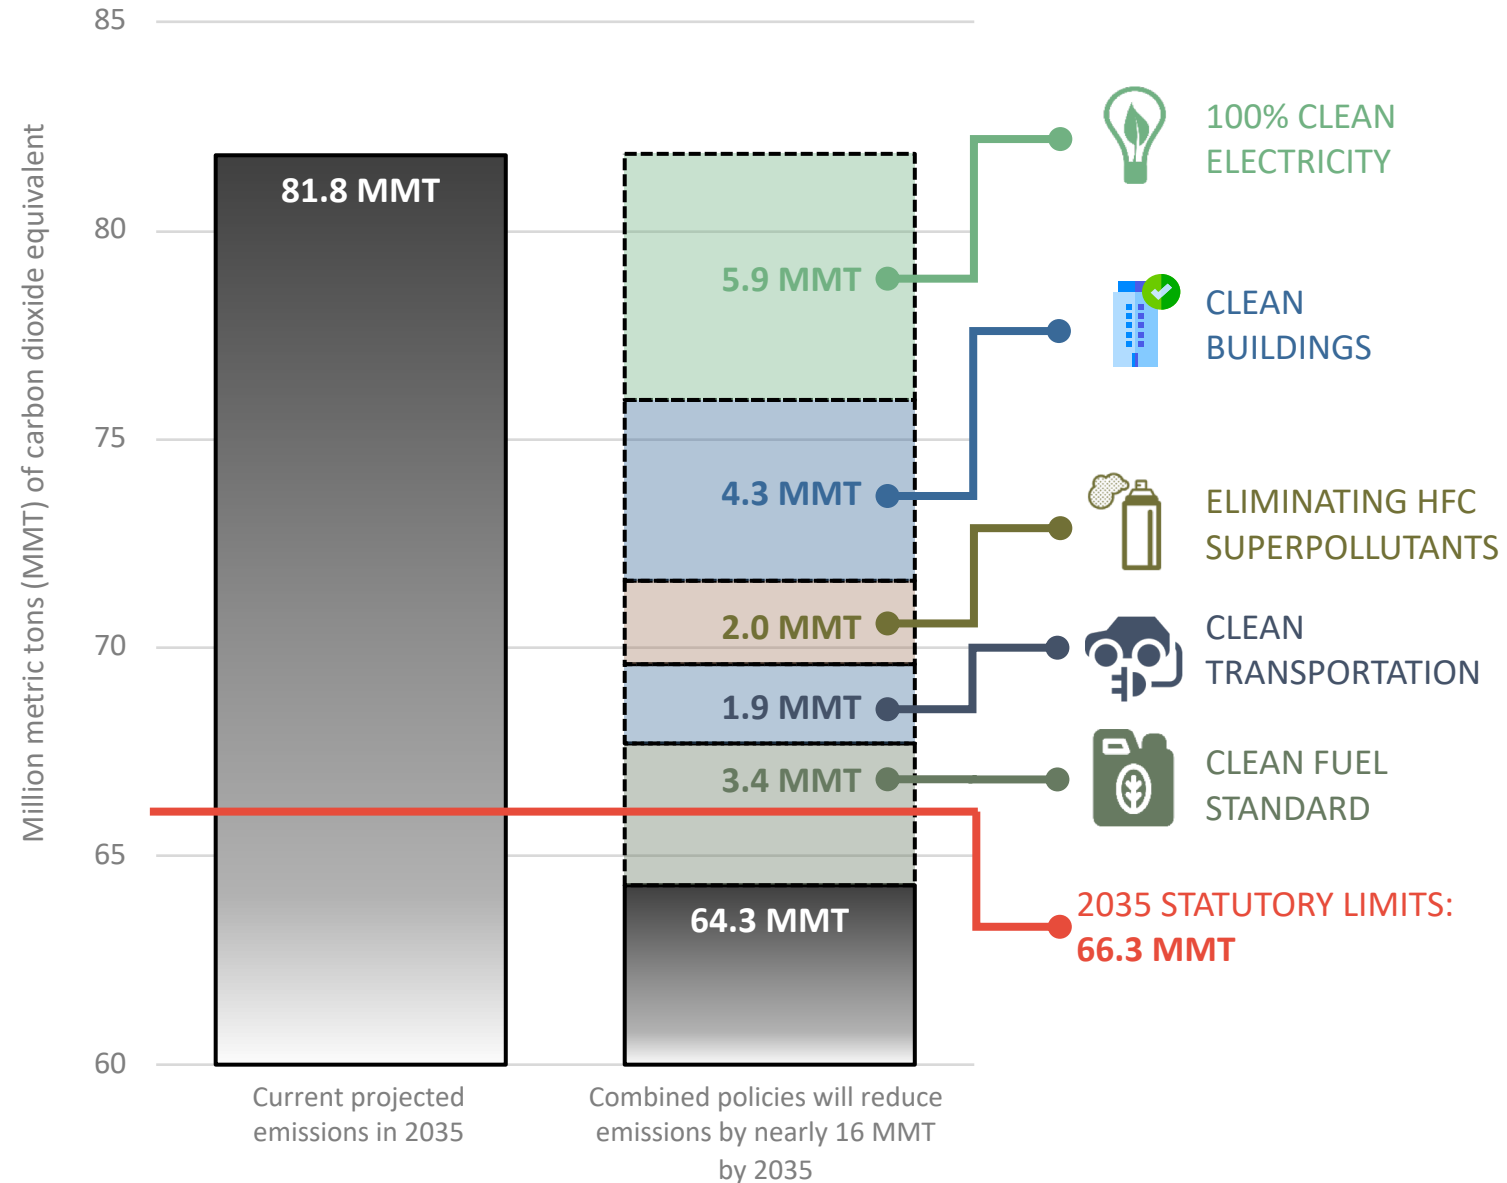 Million metric tons (MMT) of carbon dioxide equivalent
85
80
75
70
65
60
81.8 MMT
5.9 MMT
4.3 MMT
2.0 MMT
1.9 MMT
3.4 MMT
64.3 MMT
100% CLEAN
ELECTRICITY
CLEAN
BUILDINGS
ELIMINATING HFC
SUPERPOLLUTANTS
CLEAN
TRANSPORTATION
CLEAN FUEL
STANDARD
2035 STATUTORY LIMITS:
66.3 MMT
Current projected
emissions in 2035
Combined policies will reduce
emissions by nearly 16 MMT
by 2035